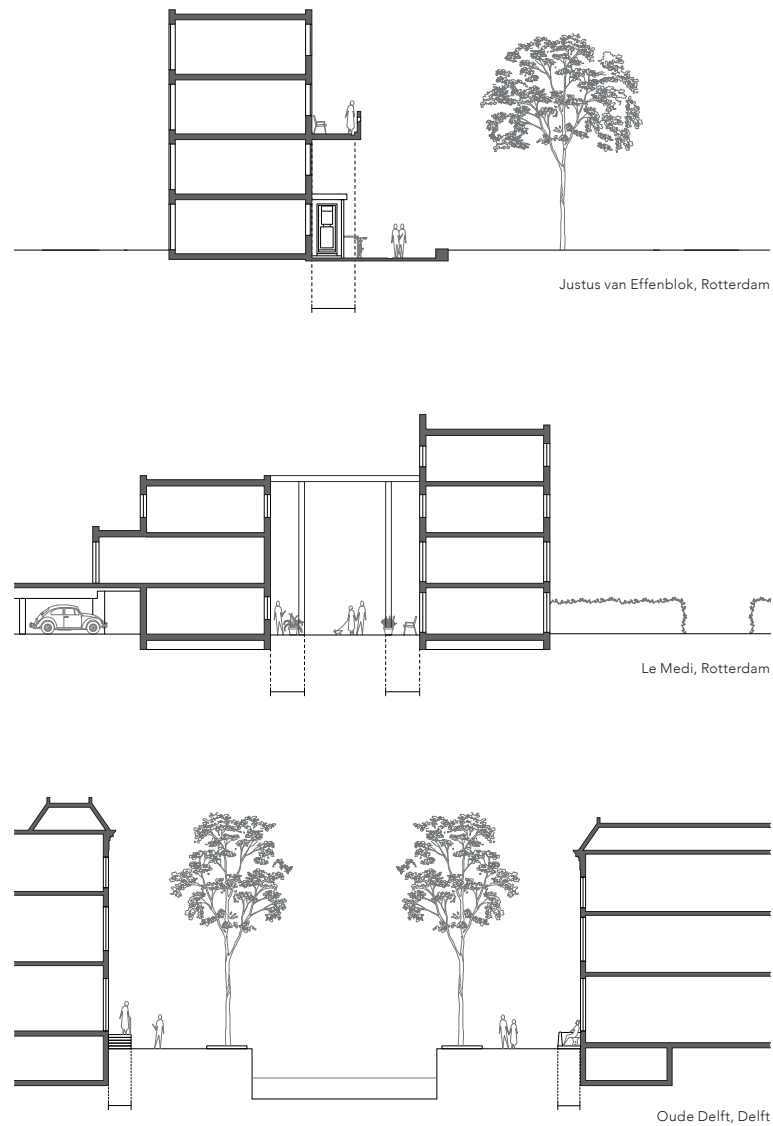 Justus van Effenblok, Rotterdam
Le Medi, Rotterdam
Oude Delft, Delft